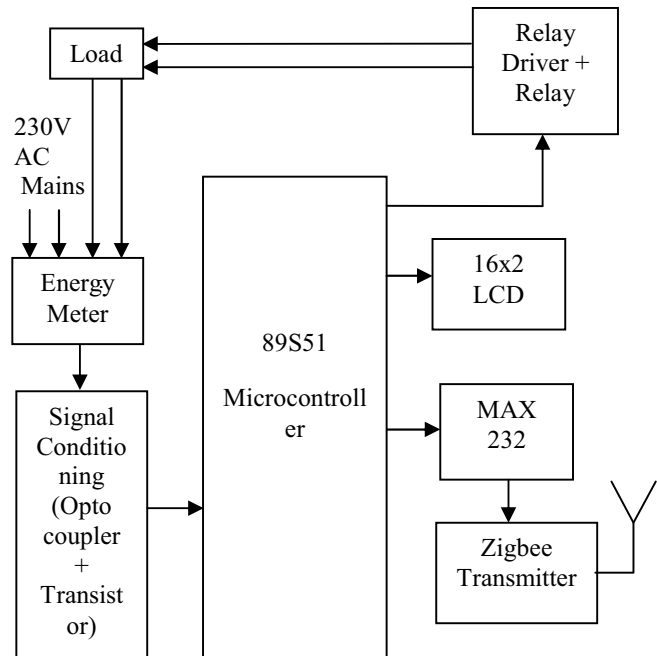 Load
Relay
Driver +
Relay
230V
AC
Mains
Energy
Meter
89S51
Microcontroll
er
16x2
LCD
Signal
Conditio
ning
(Opto
coupler
+
Transist
or)
MAX
232
Zigbee
Transmitter